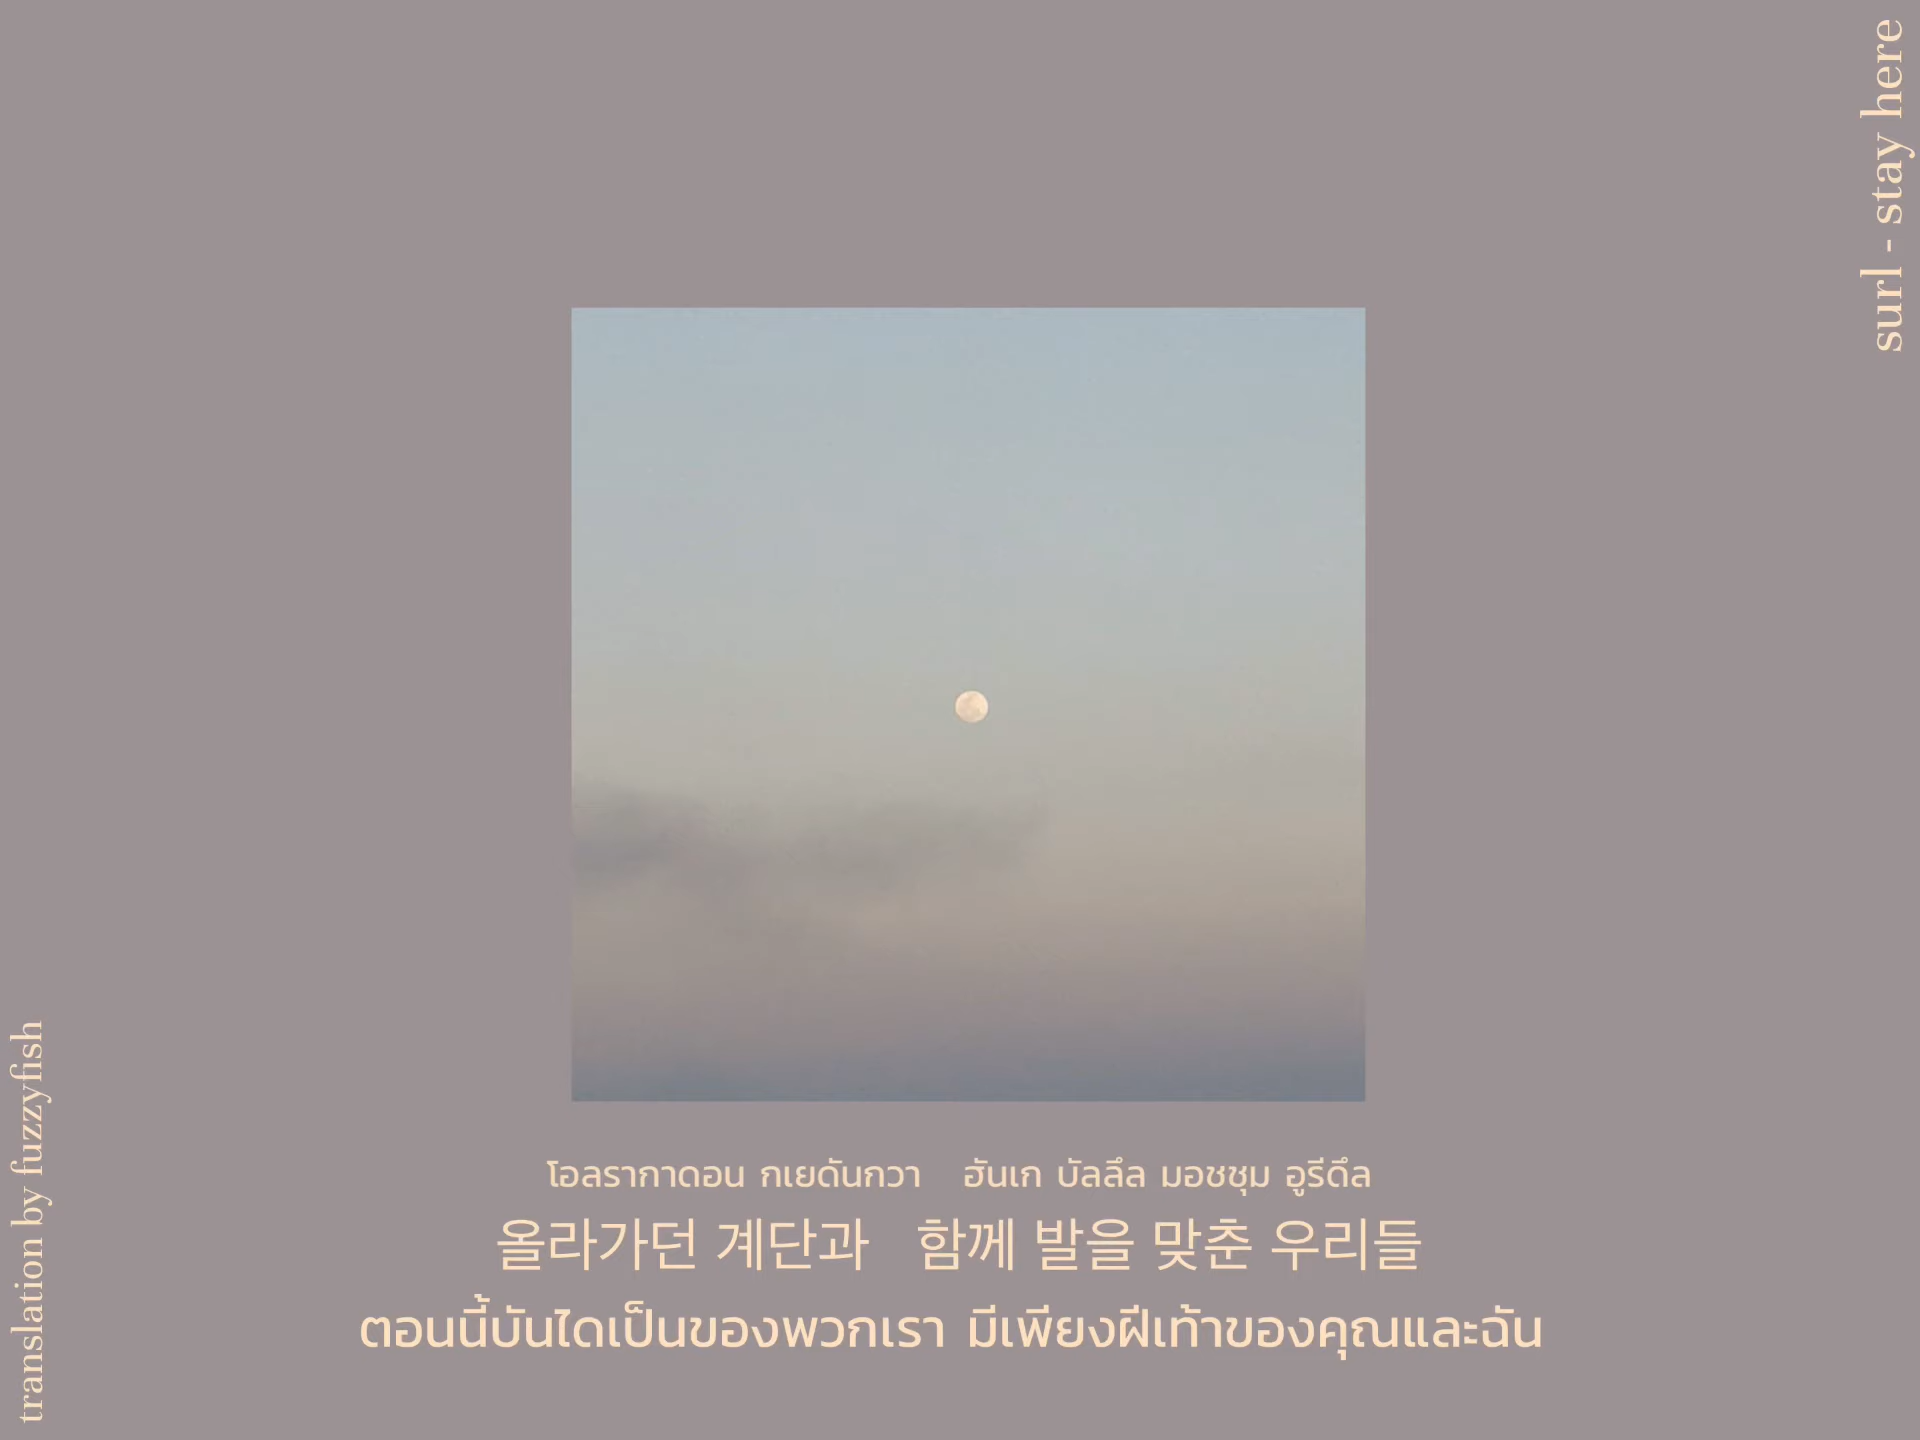 surl - stay here
โอลรากาดอน กเยดันกวา ฮันเก บัลลึล มอชชุม อูรีดึล
올라가던 계단과 함께 발을 맞춘 우리들
ตอนนี้บันไดเป็นของพวกเรา มีเพียงฝีเท้าของคุณและฉัน
translation by fuzzyfish